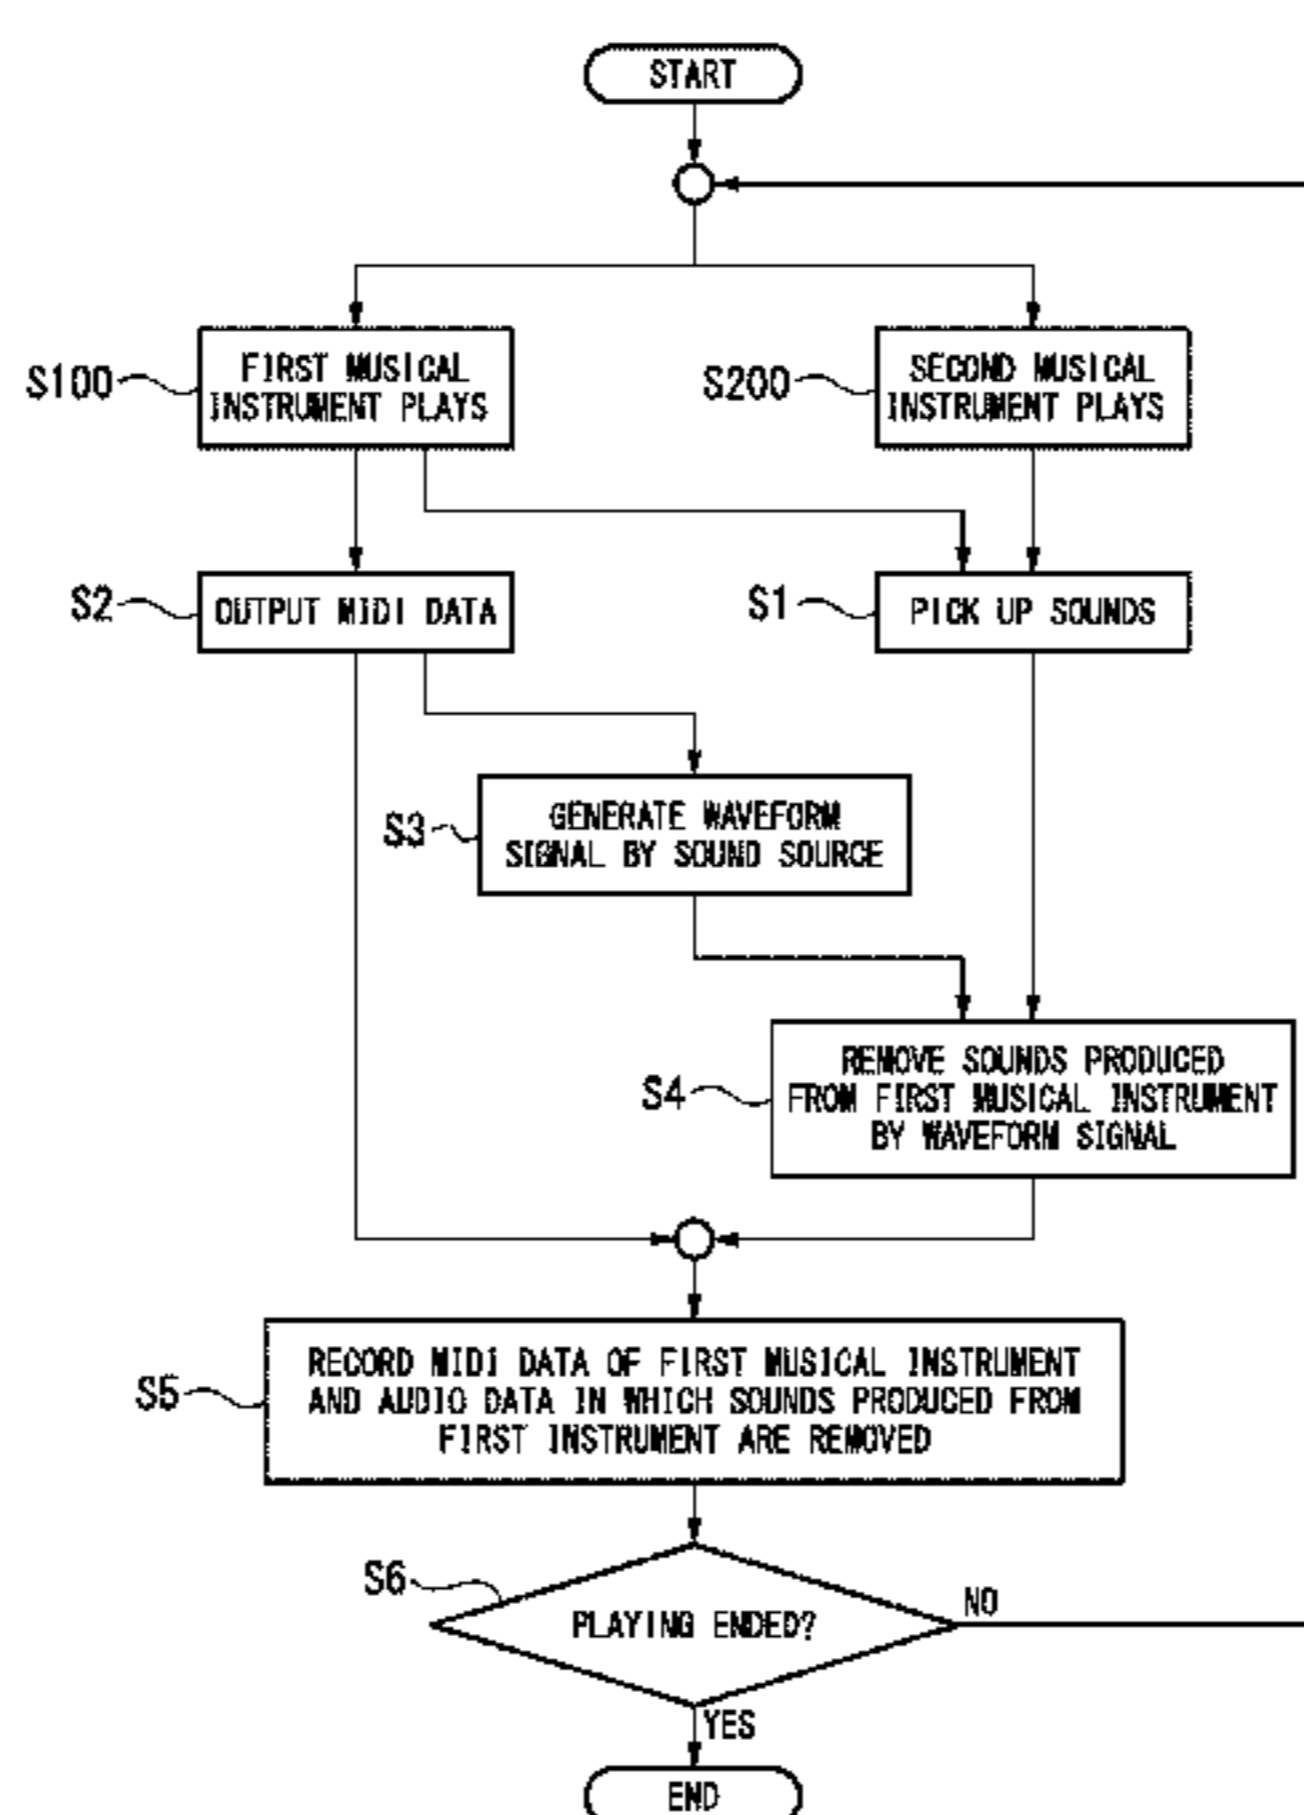 START
S100
FIRST MUSICAL
INSTRUMENT PLAYS
S200
SECOND MUSICAL
INSTRUMENT PLAYS
S2
OUTPUT MIDI DATA
S1
PICK UP SOUNDS
S3
GENERATE WAVEFORM
SIGNAL BY SOUND SOURCE
S4
REMOVE SOUNDS PRODUCED
FROM FIRST MUSICAL INSTRUMENT
BY WAVEFORM SIGNAL
S5
RECORD MIDI DATA OF FIRST MUSICAL INSTRUMENT
AND AUDIO DATA IN WHICH SOUNDS PRODUCED FROM
FIRST INSTRUMENT ARE REMOVED
S6
PLAYING ENDED?
NO
YES
END